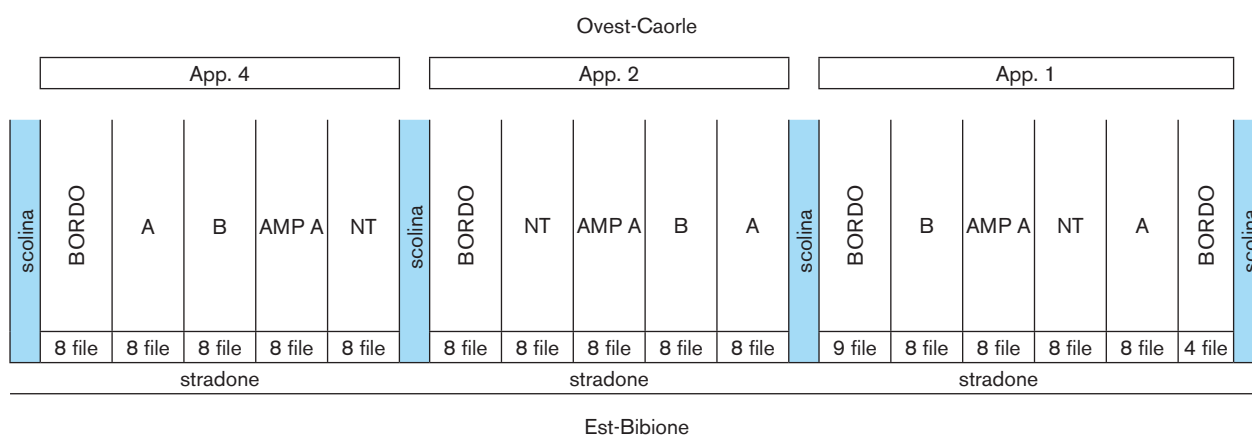 Ovest-Caorle
App. 4 App. 2 App. 1
scolina BORDO A B AMP A NT scolina BORDO NT AMP A B A scolina BORDO B AMP A NT A BORDO scolina
8 file 8 file 8 file 8 file 8 file 8 file 8 file 8 file 8 file 8 file 9 file 8 file 8 file 8 file 8 file 4 file
stradone stradone stradone
Est-Bibione